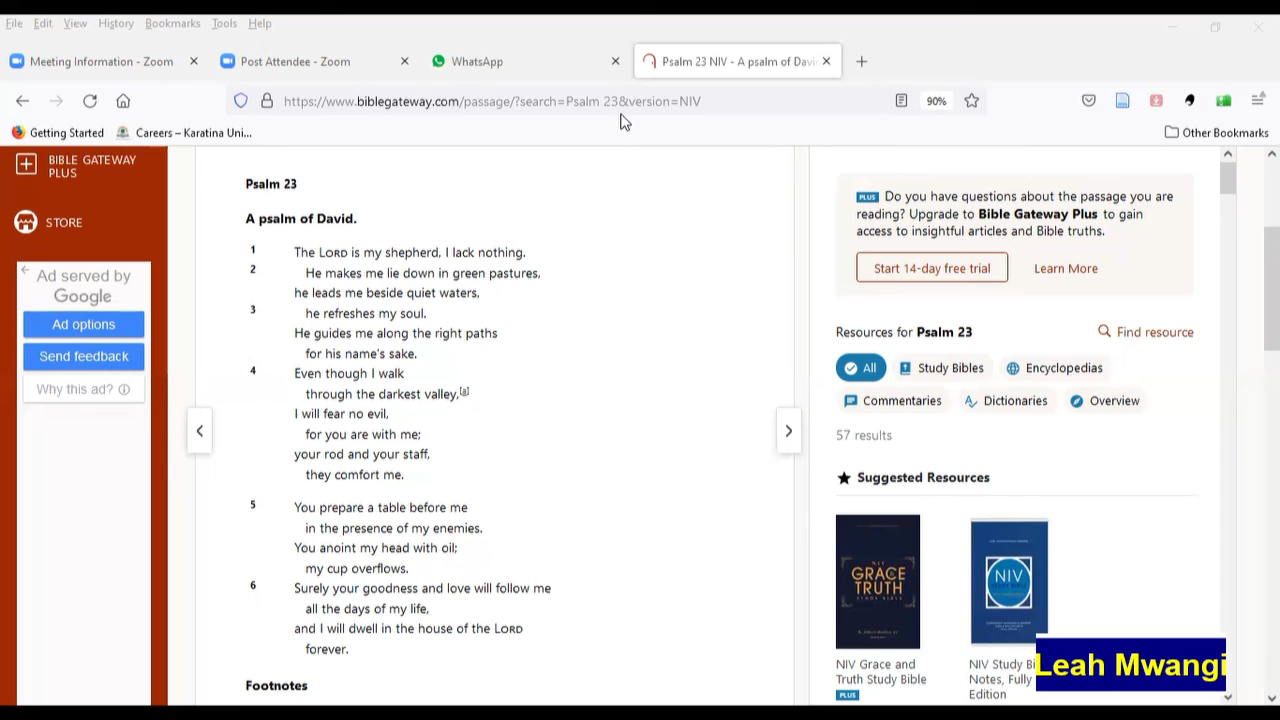 File Edit View History Bookmarks Tools Help
Meeting Information - Zoom
Post Attendee - Zoom
WhatsApp
Psalm 23 NIV - A psalm of David
https://www.biblegateway.com/passage/?search=Psalm 23&version=NIV
90%
Getting Started
Careers – Karatina Uni...
Other Bookmarks
BIBLE GATEWAY
PLUS
STORE
Ad served by
Google
Ad options
Send feedback
Why this ad?
Psalm 23
A psalm of David.
1 The LORD is my shepherd, I lack nothing.
2 He makes me lie down in green pastures,
he leads me beside quiet waters,
3 he refreshes my soul.
He guides me along the right paths
for his name's sake.
4 Even though I walk
through the darkest valley,[a]
I will fear no evil,
for you are with me;
your rod and your staff,
they comfort me.
5 You prepare a table before me
in the presence of my enemies.
You anoint my head with oil;
my cup overflows.
6 Surely your goodness and love will follow me
all the days of my life,
and I will dwell in the house of the LORD
forever.
Footnotes
PLUS Do you have questions about the passage you are
reading? Upgrade to Bible Gateway Plus to gain
access to insightful articles and Bible truths.
Start 14-day free trial
Learn More
Resources for Psalm 23
Find resource
All
Study Bibles
Encyclopedias
Commentaries
Dictionaries
Overview
57 results
Suggested Resources
NIV
GRACE
TRUTH
STUDY BIBLE
NIV
STUDY BIBLE
NIV Grace and
Truth Study Bible
PLUS
NIV Study Bi
Notes, Fully
Edition
Leah Mwangi